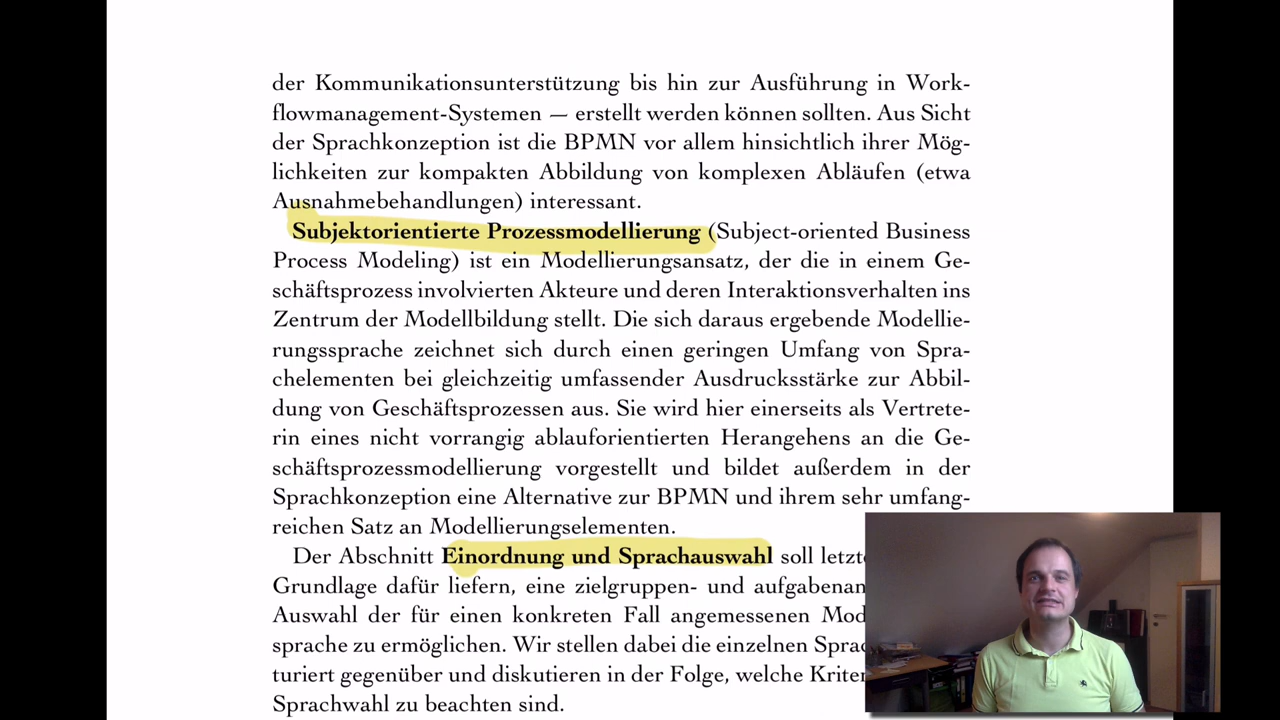 der Kommunikationsunterstützung bis hin zur Ausführung in Work-
flowmanagement-Systemen — erstellt werden können sollten. Aus Sicht
der Sprachkonzeption ist die BPMN vor allem hinsichtlich ihrer Mög-
lichkeiten zur kompakten Abbildung von komplexen Abläufen (etwa
Ausnahmebehandlungen) interessant.
Subjektorientierte Prozessmodellierung (Subject-oriented Business
Process Modeling) ist ein Modellierungsansatz, der die in einem Ge-
schäftsprozess involvierten Akteure und deren Interaktionsverhalten ins
Zentrum der Modellbildung stellt. Die sich daraus ergebende Modellie-
rungssprache zeichnet sich durch einen geringen Umfang von Spra-
chelementen bei gleichzeitig umfassender Ausdrucksstärke zur Abbil-
dung von Geschäftsprozessen aus. Sie wird hier einerseits als Vertrete-
rin eines nicht vorrangig ablauforientierten Herangehens an die Ge-
schäftsprozessmodellierung vorgestellt und bildet außerdem in der
Sprachkonzeption eine Alternative zur BPMN und ihrem sehr umfang-
reichen Satz an Modellierungselementen.
Der Abschnitt Einordnung und Sprachauswahl soll letzt
Grundlage dafür liefern, eine zielgruppen- und aufgabenan
Auswahl der für einen konkreten Fall angemessenen Mod
sprache zu ermöglichen. Wir stellen dabei die einzelnen Sprac
turiert gegenüber und diskutieren in der Folge, welche Kriter
Sprachwahl zu beachten sind.